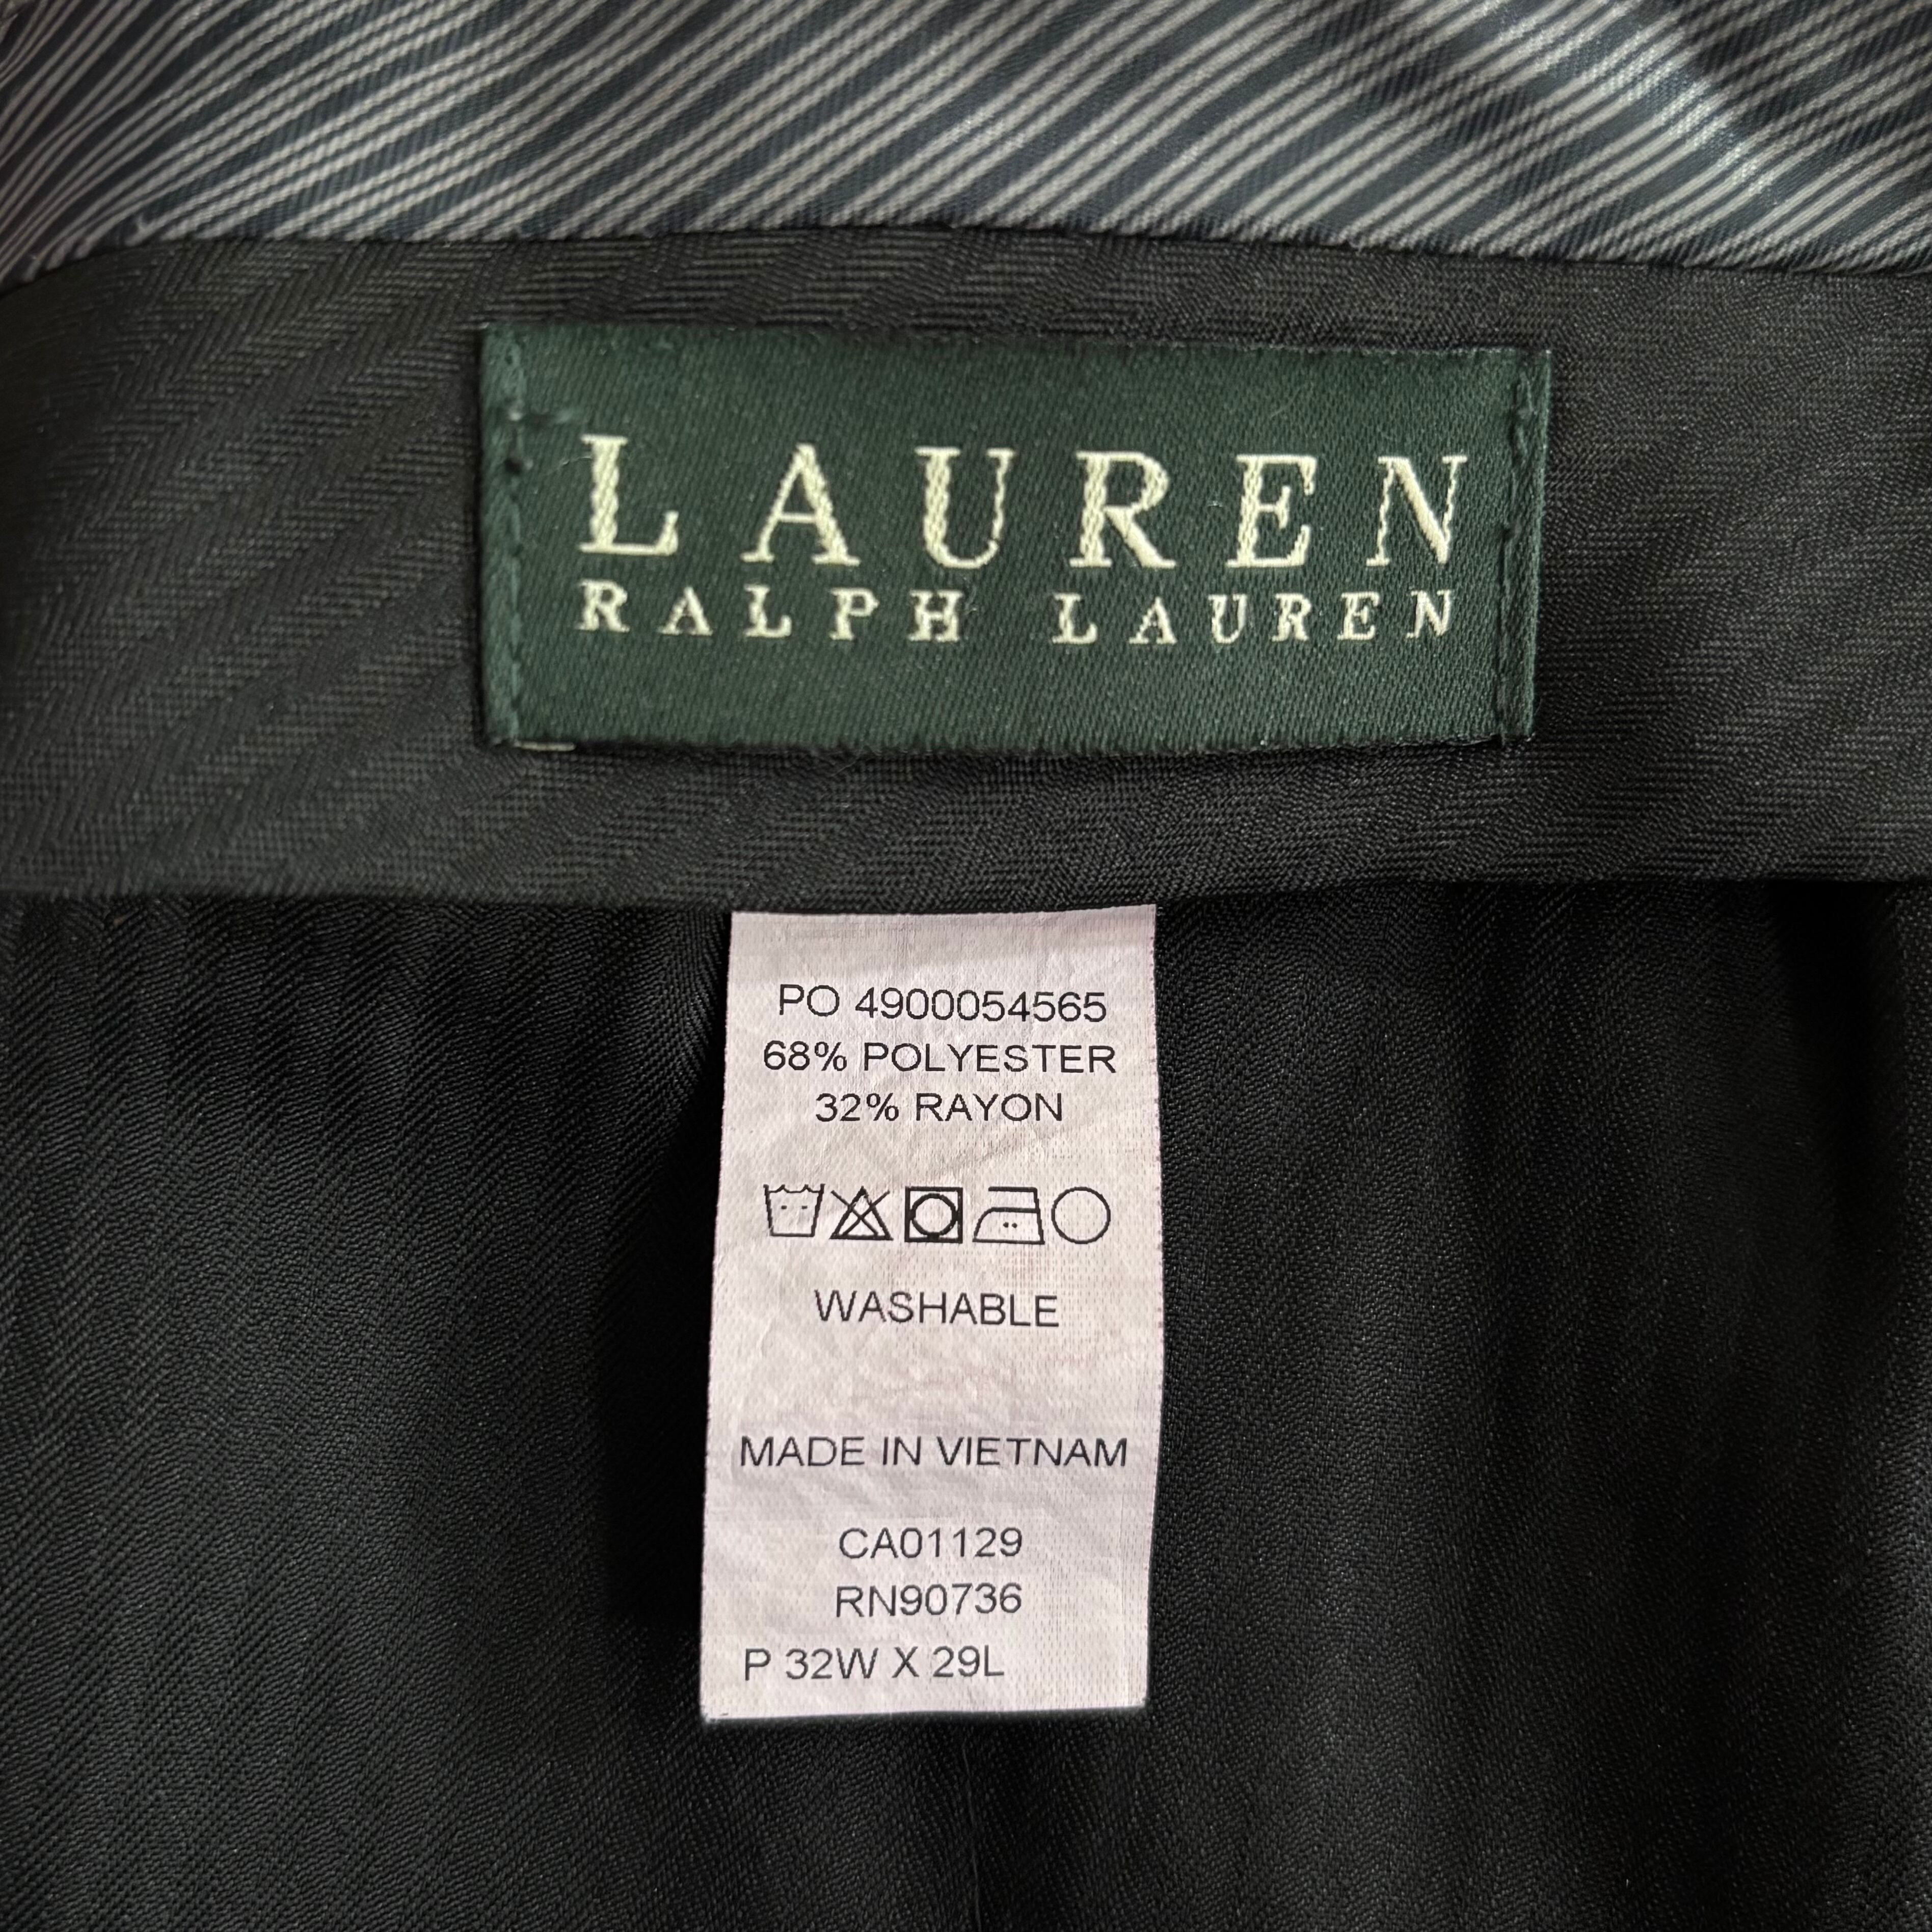 LAUREN
RALPH LAUREN
PO 4900054565
68% POLYESTER
32% RAYON
WASHABLE
MADE IN VIETNAM
CA01129
RN90736
P 32W X 29L